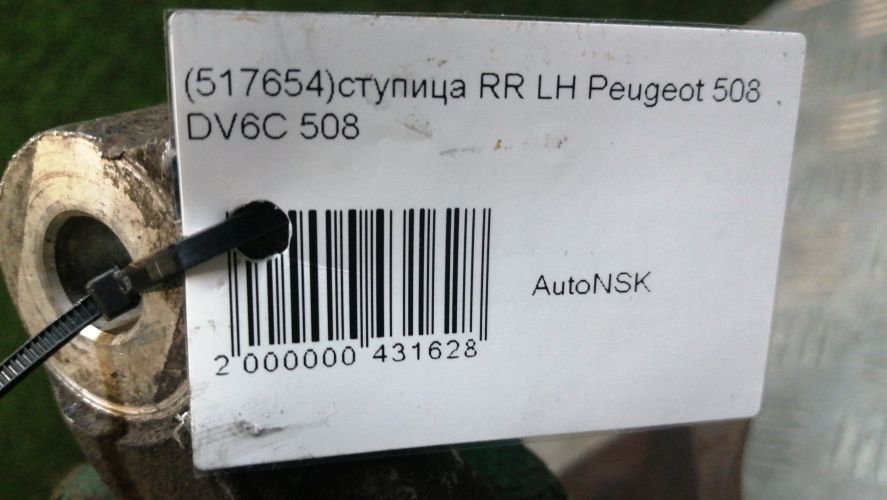 (517654)ступица RR LH Peugeot 508
DV6C 508
AutoNSK
2 000000 431628